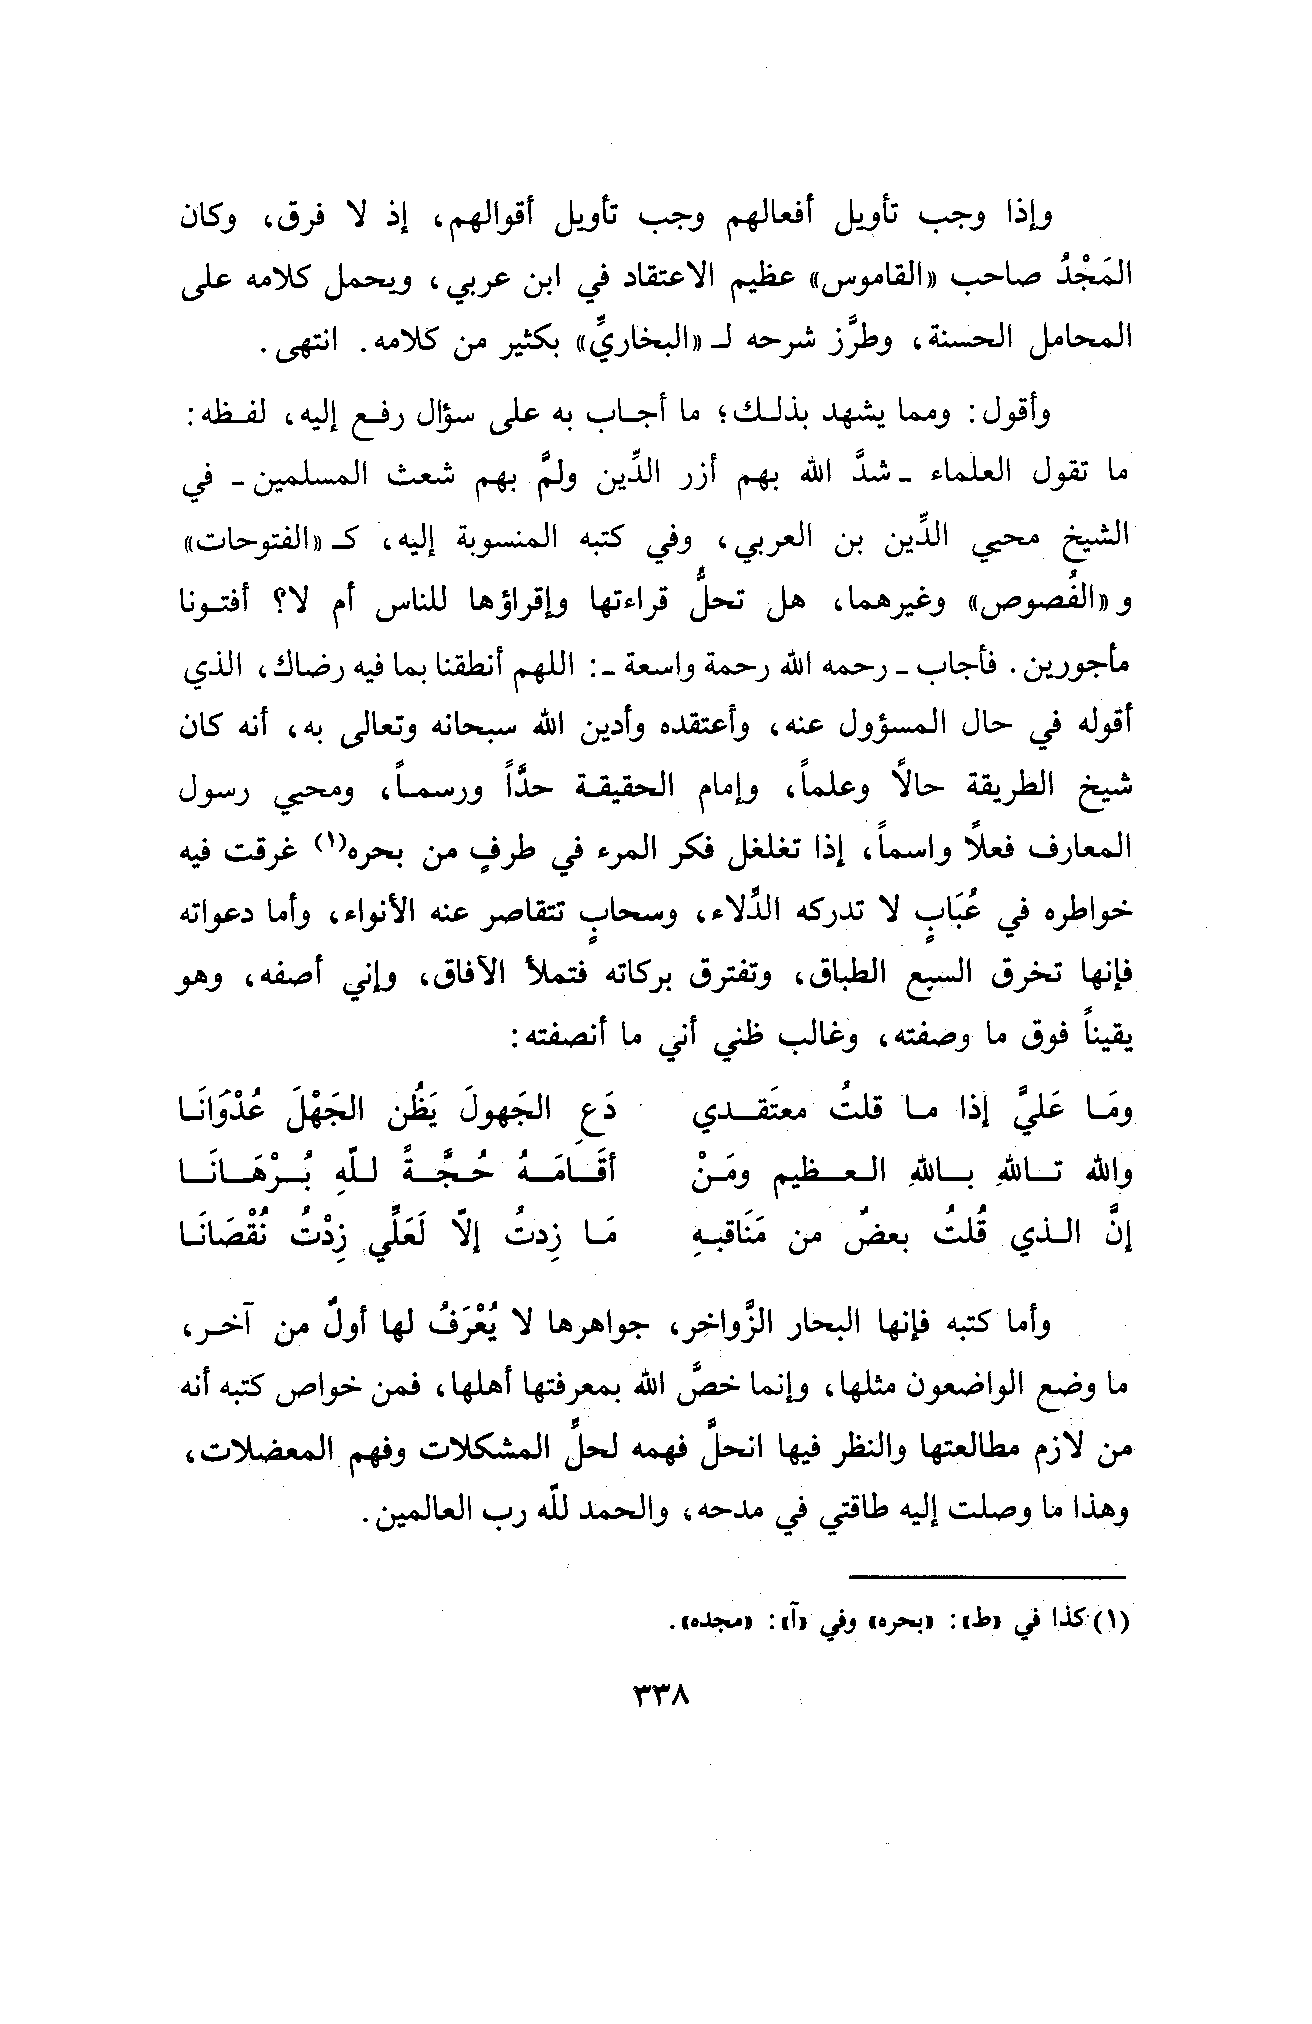 وإذا وجب تأويل أفعالهم وجب تأويل أقوالهم، إذ لا فرق، وكان
المَجْدُ صاحب «القاموس» عظيم الاعتقاد في ابن عربي، ويحمل كلامه على
المحامل الحسنة، وطرَّز شرحه لـ «البخاريِّ» بكثير من كلامه. انتهى.
وأقول: ومما يشهد بذلك؛ ما أجاب به على سؤال رفع إليه، لفظه:
ما تقول العلماء ـ شدَّ الله بهم أزر الدِّين ولمَّ بهم شعث المسلمين ـ في
الشيخ محيي الدِّين بن العربي، وفي كتبه المنسوبة إليه، كـ «الفتوحات»
و «الفُصوص» وغيرهما، هل تحلُّ قراءتها وإقراؤها للناس أم لا؟ أفتونا
مأجورين. فأجاب ـ رحمه الله رحمة واسعة ـ: اللهم أنطقنا بما فيه رضاك، الذي
أقوله في حال المسؤول عنه، وأعتقده وأدين الله سبحانه وتعالى به، أنه كان
شيخ الطريقة حالاً وعلماً، وإمام الحقيقة حدَّاً ورسماً، ومحيي رسول
المعارف فعلاً واسماً، إذا تغلغل فكر المرء في طرفٍ من بحره(١) غرقت فيه
خواطره في عُبَابٍ لا تدركه الدِّلاء، وسحابٍ تتقاصر عنه الأنواء، وأما دعواته
فإنها تخرق السبع الطباق، وتفترق بركاته فتملأ الآفاق، وإني أصفه، وهو
يقيناً فوق ما وصفته، وغالب ظني أني ما أنصفته:
ومَا عَليَّ إذا ما قلتُ معتَقدي دَعِ الجَهولَ يَظُن الجَهْلَ عُدْوَانَا
والله تالله بالله العظيم ومَنْ أقَامَهُ حُجَّةً للّهِ بُرْهَانَا
إنَّ الذي قُلتُ بعضٌ من مَنَاقبهِ مَا زِدتُ إلاّ لَعَلِّي زِدْتُ نُقْصَانَا
وأما كتبه فإنها البحار الزَّواخر، جواهرها لا يُعْرَفُ لها أولٌ من آخر،
ما وضع الواضعون مثلها، وإنما خصَّ الله بمعرفتها أهلها، فمن خواص كتبه أنه
من لازم مطالعتها والنظر فيها انحلَّ فهمه لحلِّ المشكلات وفهم المعضلات،
وهذا ما وصلت إليه طاقتي في مدحه، والحمد للّه رب العالمين.
(١) كذا في «ط»: «بحره» وفي «آ»: «مجده».
٣٣٨